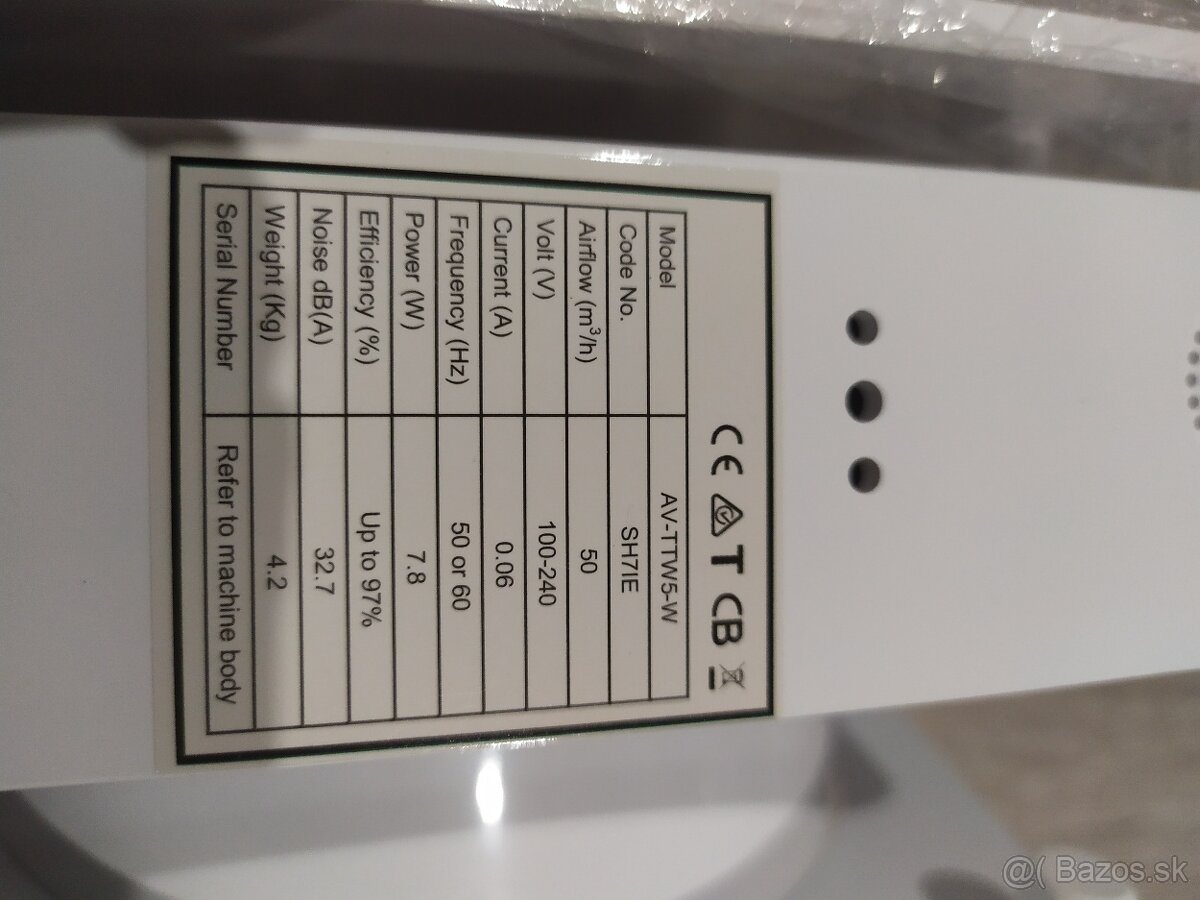 CE T CB
Model AV-TTW5-W
Code No. SH7IE
Airflow (m³/h) 50
Volt (V) 100-240
Current (A) 0.06
Frequency (Hz) 50 or 60
Power (W) 7.8
Efficiency (%) Up to 97%
Noise dB(A) 32.7
Weight (Kg) 4.2
Serial Number Refer to machine body
@( Bazos.sk